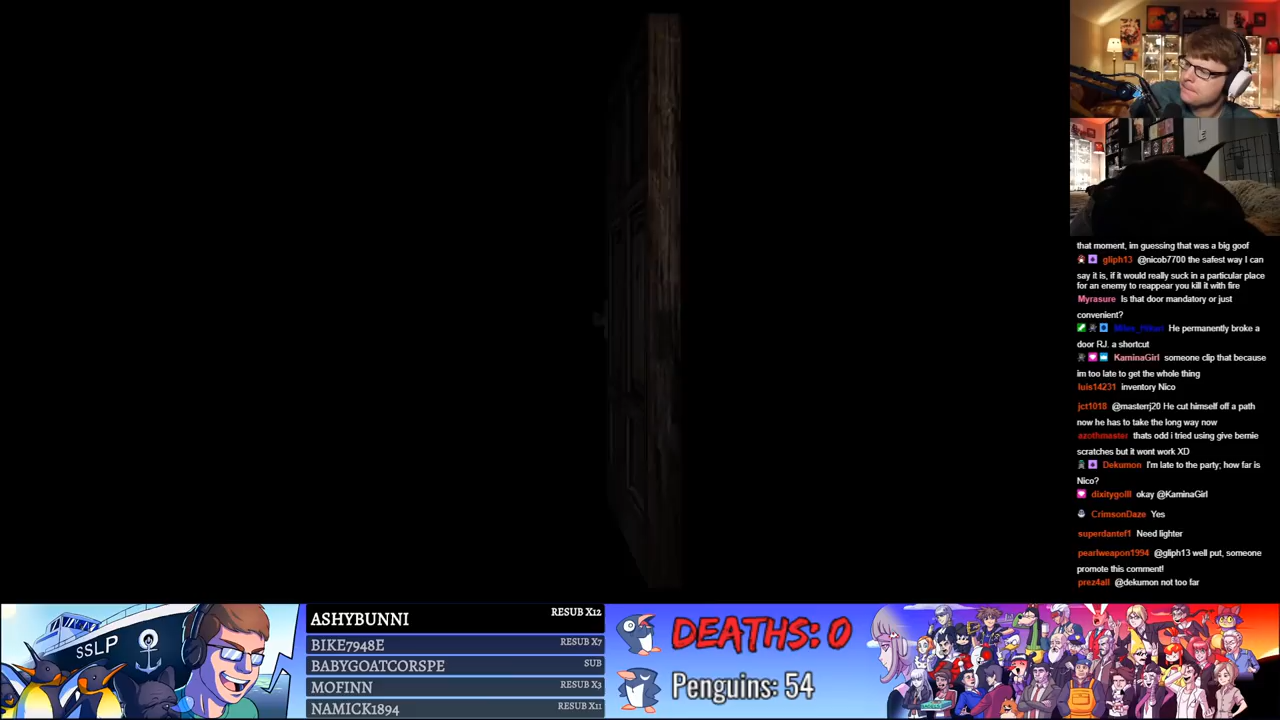 that moment, im guessing that was a big goof
gliph13 @nicob7700 the safest way I can
say it is, if it would really suck in a particular place
for an enemy to reappear you kill it with fire
Myrasure Is that door mandatory or just
convenient?
He permanently broke a
door RJ. a shortcut
KaminaGirl someone clip that because
im too late to get the whole thing
luis14231 inventory Nico
jct1018 @masterrj20 He cut himself off a path
now he has to take the long way now
azothmaster thats odd i tried using give bernie
scratches but it wont work XD
Dekumon I'm late to the party; how far is
Nico?
dixitygolll okay @KaminaGirl
CrimsonDaze Yes
superdantef1 Need lighter
pearlweapon1994 @gliph13 well put, someone
promote this comment!
prez4all @dekumon not too far
SSLP
ASHYBUNNI RESUB X12
BIKE7948E RESUB X7
BABYGOATCORSPE SUB
MOFINN RESUB X3
NAMICK1894 RESUB X11
DEATHS: 0
Penguins: 54